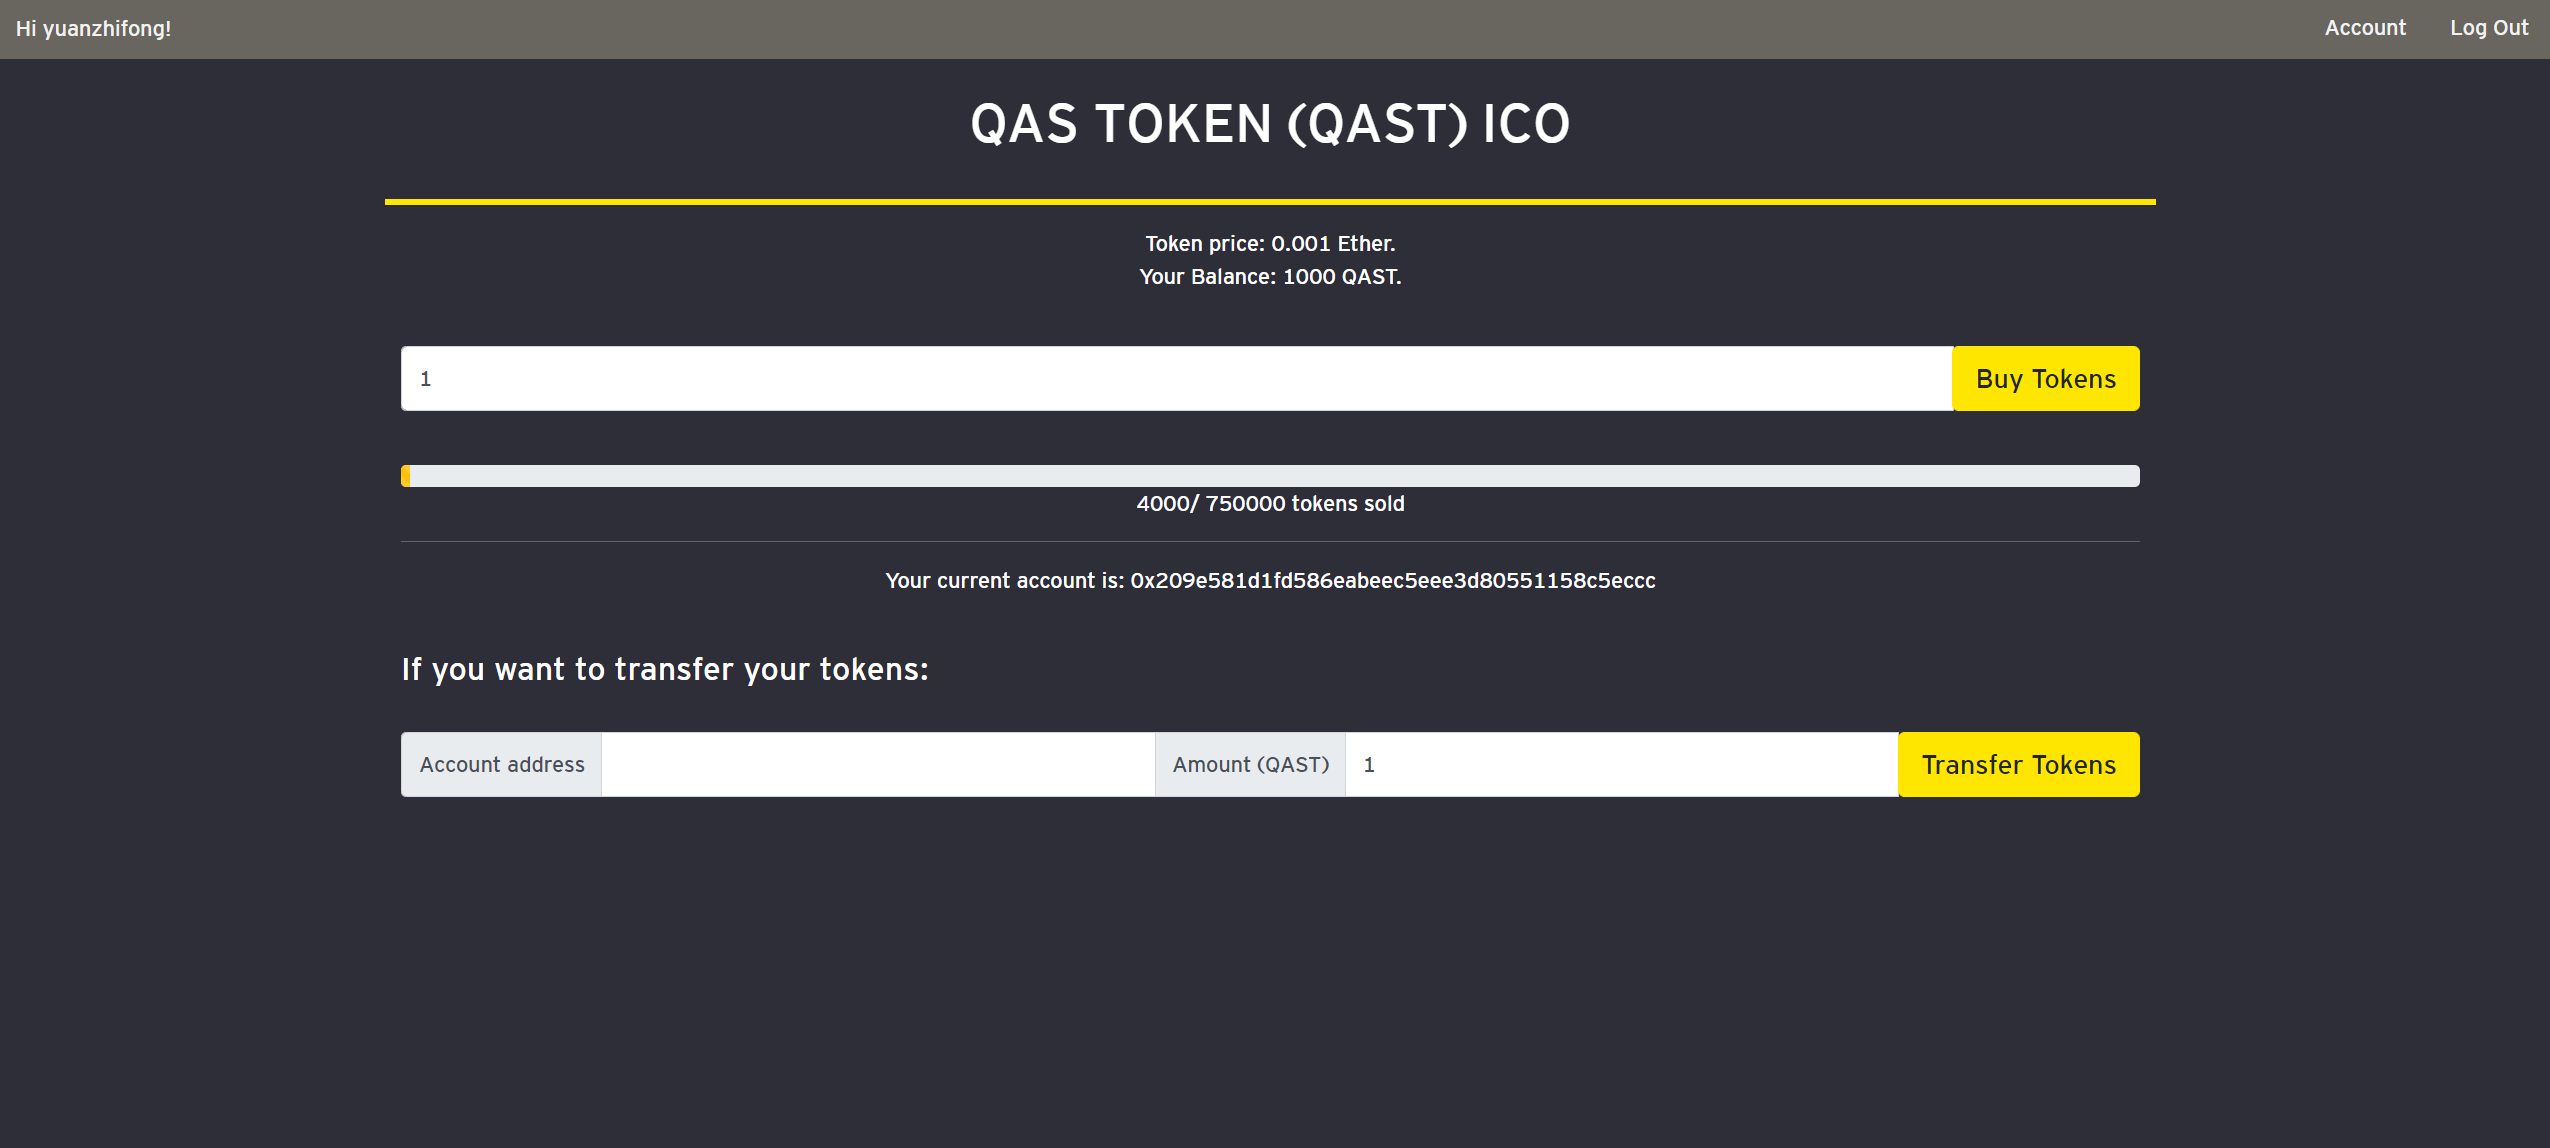 Hi yuanzhifong!
Account
Log Out
QAS TOKEN (QAST) ICO
Token price: 0.001 Ether.
Your Balance: 1000 QAST.
1
Buy Tokens
4000/ 750000 tokens sold
Your current account is: 0x209e581d1fd586eabeec5eee3d80551158c5eccc
If you want to transfer your tokens:
Account address
Amount (QAST)
1
Transfer Tokens